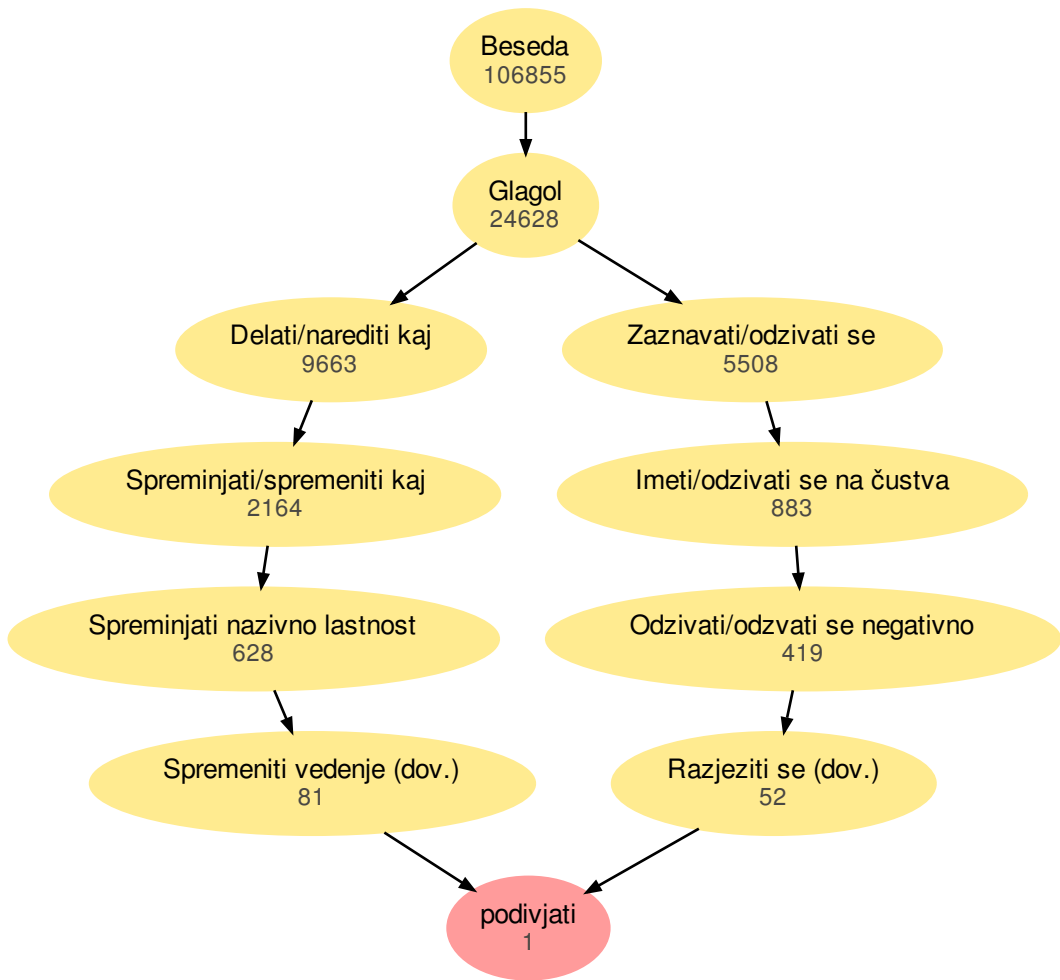 Beseda
106855
Glagol
24628
Delati/narediti kaj
9663
Zaznavati/odzivati se
5508
Spreminjati/spremeniti kaj
2164
Imeti/odzivati se na čustva
883
Spreminjati nazivno lastnost
628
Odzivati/odzvati se negativno
419
Spremeniti vedenje (dov.)
81
Razjeziti se (dov.)
52
podivjati
1